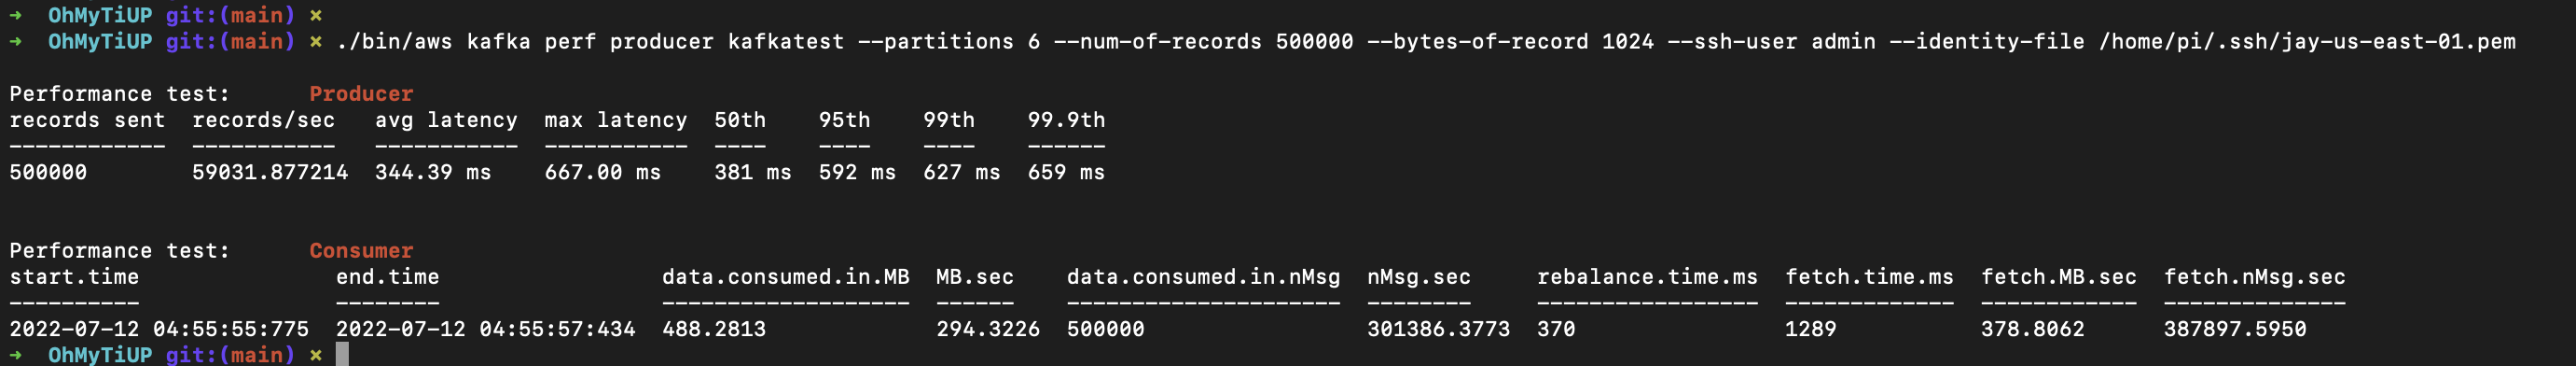 ➜  OhMyTiUP git:(main) ×
➜  OhMyTiUP git:(main) × ./bin/aws kafka perf producer kafkatest --partitions 6 --num-of-records 500000 --bytes-of-record 1024 --ssh-user admin --identity-file /home/pi/.ssh/jay-us-east-01.pem
Performance test:      Producer
records sent  records/sec   avg latency  max latency  50th    95th    99th    99.9th
------------  -----------   -----------  -----------  ----    ----    ----    ------
500000        59031.877214  344.39 ms    667.00 ms    381 ms  592 ms  627 ms  659 ms
Performance test:      Consumer
start.time               end.time                 data.consumed.in.MB  MB.sec    data.consumed.in.nMsg  nMsg.sec     rebalance.time.ms  fetch.time.ms  fetch.MB.sec  fetch.nMsg.sec
----------               --------                 -------------------  ------    ---------------------  --------     -----------------  -------------  ------------  --------------
2022-07-12 04:55:55:775  2022-07-12 04:55:57:434  488.2813             294.3226  500000                 301386.3773  370                1289           378.8062      387897.5950
➜  OhMyTiUP git:(main) ×